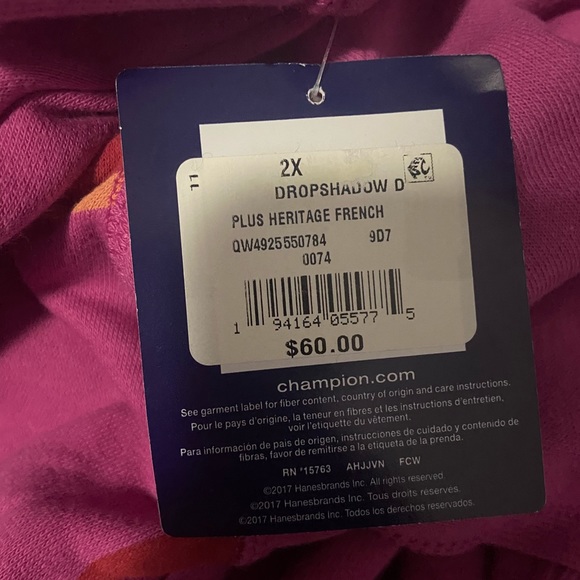 2X
11
DROPSHADOW D
PLUS HERITAGE FRENCH
QW4925550784 9D7
0074
1 94164 05577 5
$60.00
champion.com
See garment label for fiber content, country of origin and care instructions.
Pour le pays d'origine, la teneur en fibres et les instructions d'entretien,
voir l'etiquette du vêtement.
Para información de pais de origen, instrucciones de cuidado y contenido de
fibras, favor de remitirse a la etiqueta de la prenda.
RN '15763 AHJJVN FCW
©2017 Hanesbrands Inc. All rights reserved.
©2017 Hanesbrands Inc. Tous droits reserves.
©2017 Hanesbrands Inc. Todos los derechos reservados.